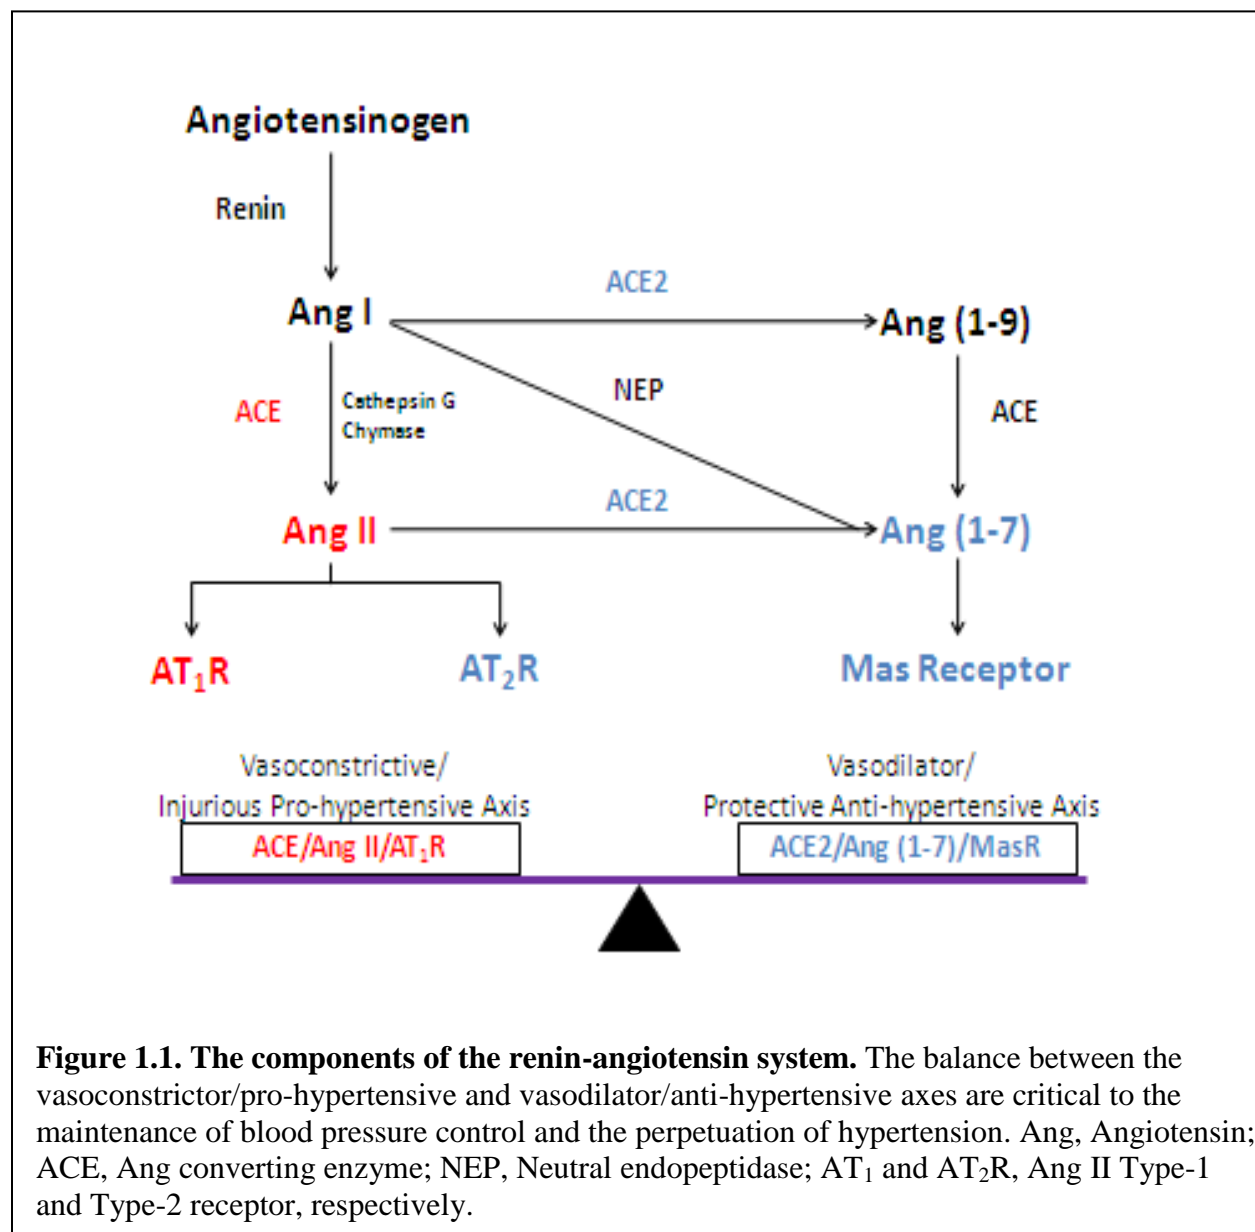 Angiotensinogen
Renin
ACE2
Ang I
Ang (1-9)
NEP
ACE
Cathepsin G
Chymase
ACE
ACE2
Ang II
Ang (1-7)
AT₁R
AT₂R
Mas Receptor
Vasoconstrictive/
Injurious Pro-hypertensive Axis
ACE/Ang II/AT₁R
Vasodilator/
Protective Anti-hypertensive Axis
ACE2/Ang (1-7)/MasR
Figure 1.1. The components of the renin-angiotensin system. The balance between the
vasoconstrictor/pro-hypertensive and vasodilator/anti-hypertensive axes are critical to the
maintenance of blood pressure control and the perpetuation of hypertension. Ang, Angiotensin;
ACE, Ang converting enzyme; NEP, Neutral endopeptidase; AT₁ and AT₂R, Ang II Type-1
and Type-2 receptor, respectively.